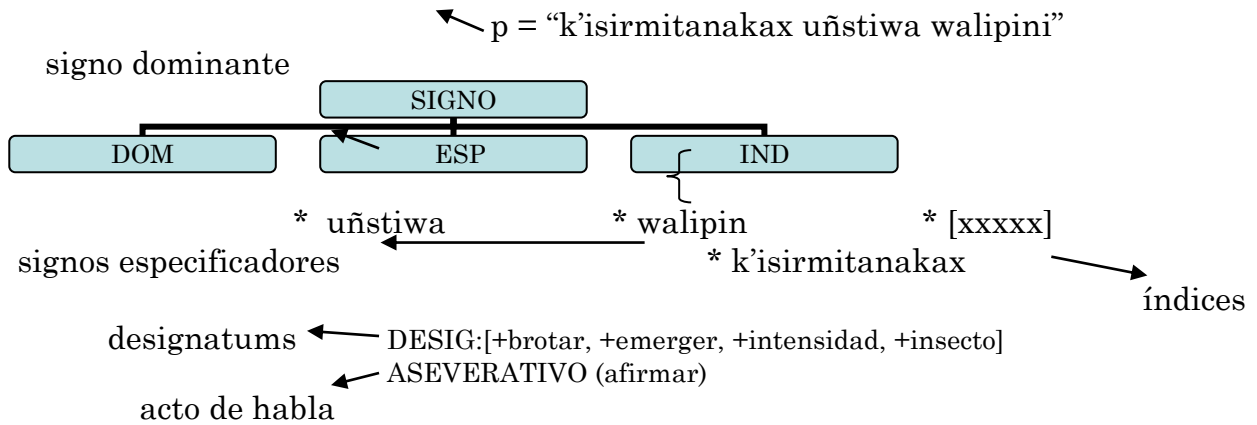 p = “k’isirmitanakax uñstiwa walipini”
signo dominante
SIGNO
DOM ESP IND
* uñstiwa * walipin * [xxxxx]
signos especificadores * k’isirmitanakax
índices
designatums DESIG:[+brotar, +emerger, +intensidad, +insecto]
ASEVERATIVO (afirmar)
acto de habla